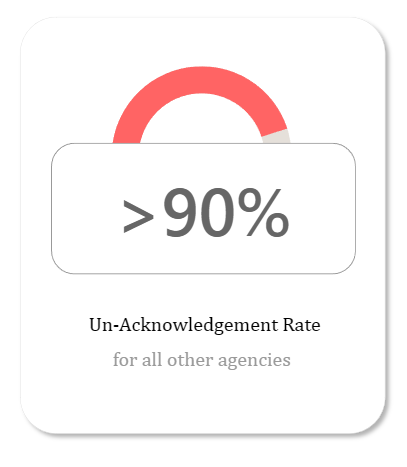 >90%
Un-Acknowledgement Rate
for all other agencies